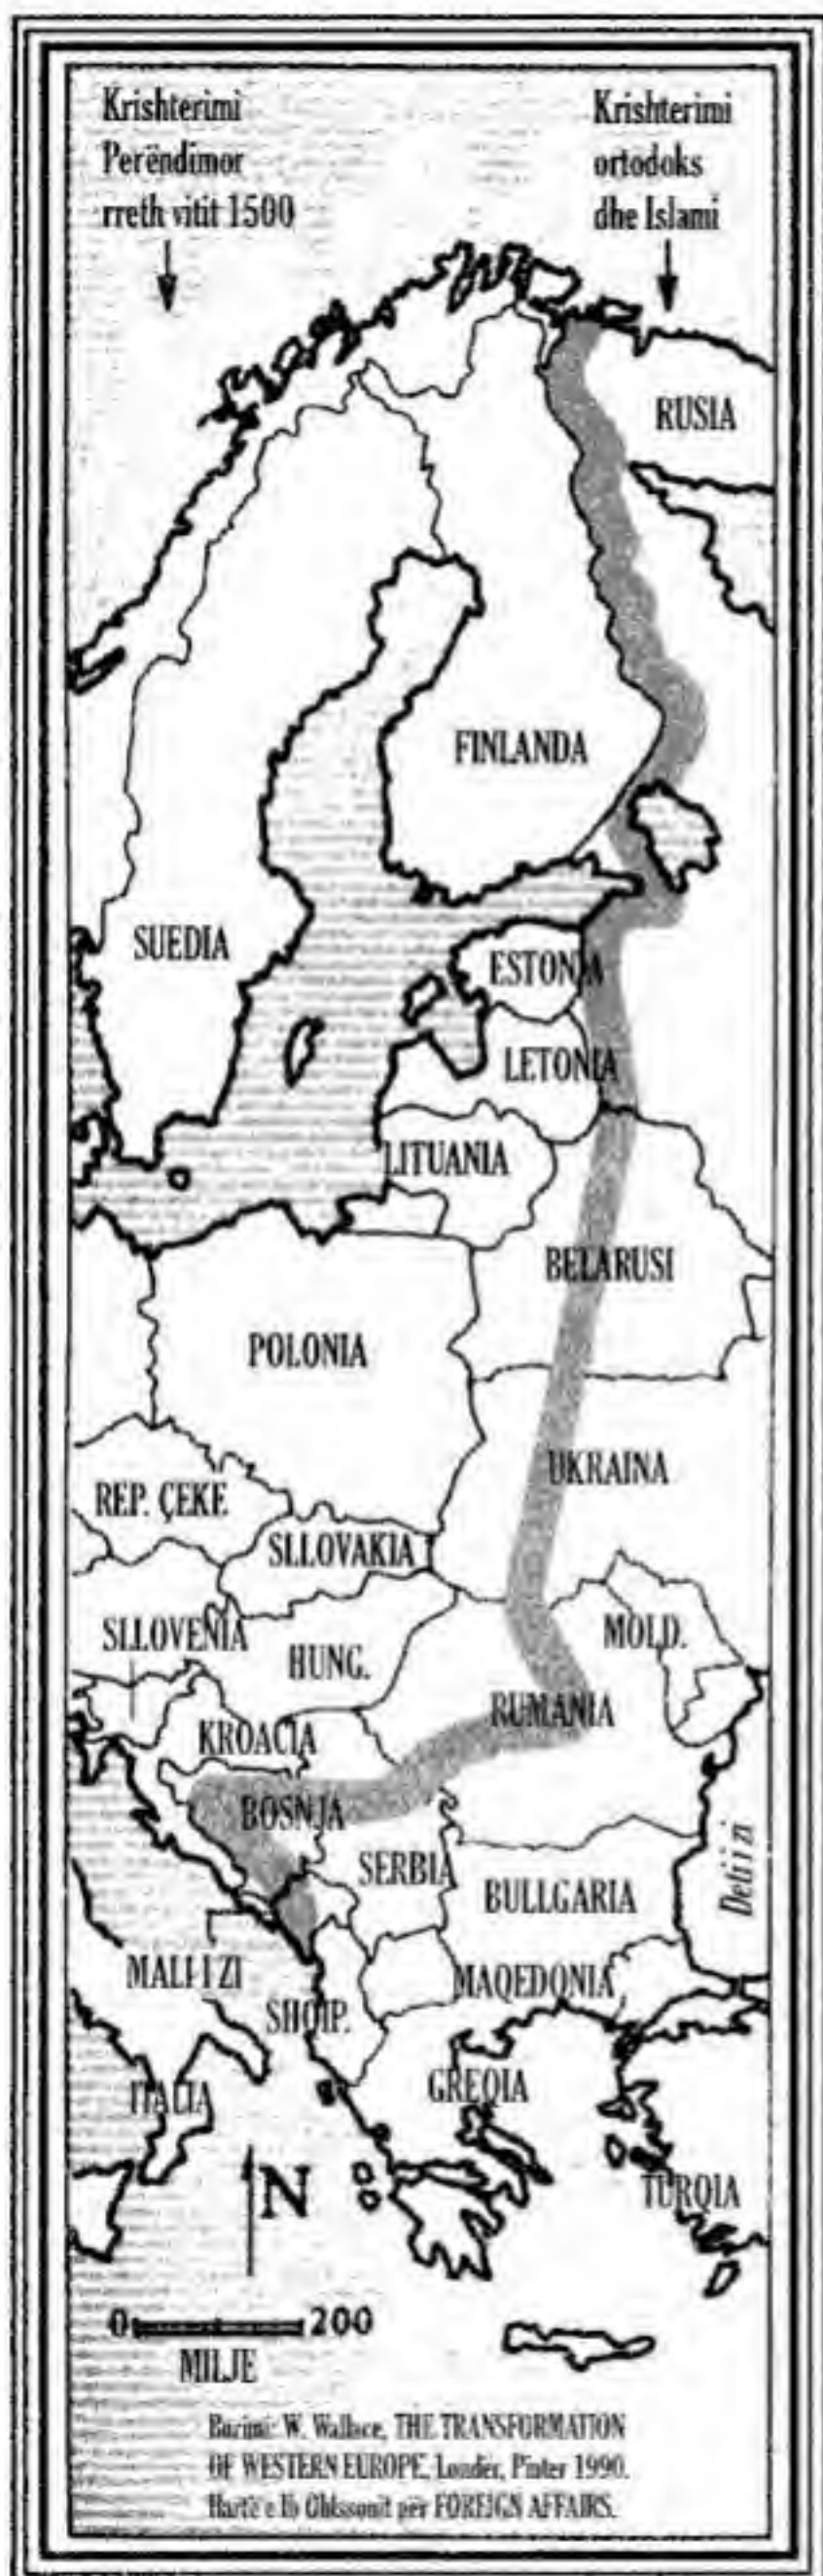 Krishterimi
Perëndimor
rreth vitit 1500
Krishterimi
ortodoks
dhe Islami
RUSIA
FINLANDA
SUEDIA
ESTONJA
LETONIA
LITUANIA
BELARUSI
POLONIA
UKRAINA
REP. ÇEKE
SLLOVAKIA
SLLOVENIA
HUNG.
MOLD.
RUMANIA
KROACIA
BOSNJA
SERBIA
BULLGARIA
Deti i zi
MALI I ZI
MAQEDONIA
SHQIP.
ITALIA
GREQIA
TURQIA
N
0 200
MILJE
Burimi: W. Wallace, THE TRANSFORMATION
OF WESTERN EUROPE, Londër, Pinter 1990.
Hartë e Ib Ohlssonit për FOREIGN AFFAIRS.